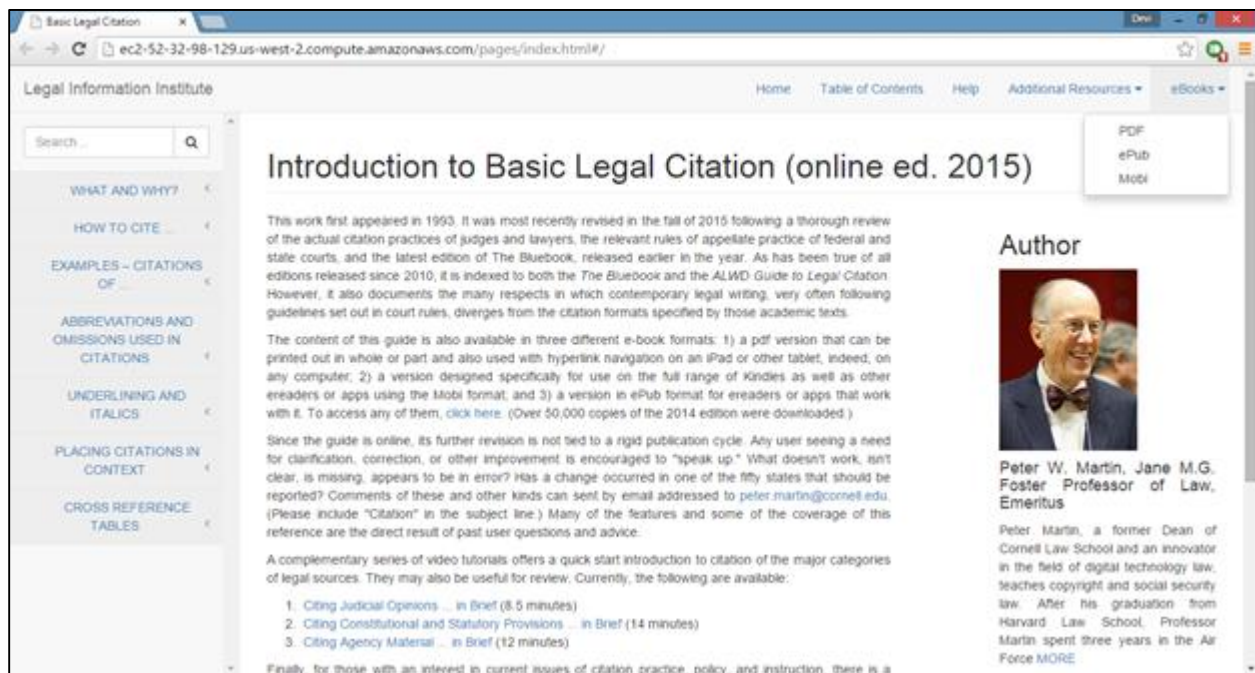 Basic Legal Citation
Devi
ec2-52-32-98-129.us-west-2.compute.amazonaws.com/pages/index.html#/
Legal Information Institute
Home Table of Contents Help Additional Resources eBooks
PDF
ePub
Mobi
Search ...
WHAT AND WHY?
HOW TO CITE ...
EXAMPLES – CITATIONS
OF ...
ABBREVIATIONS AND
OMISSIONS USED IN
CITATIONS
UNDERLINING AND
ITALICS
PLACING CITATIONS IN
CONTEXT
CROSS REFERENCE
TABLES
Introduction to Basic Legal Citation (online ed. 2015)
This work first appeared in 1993. It was most recently revised in the fall of 2015 following a thorough review
of the actual citation practices of judges and lawyers, the relevant rules of appellate practice of federal and
state courts, and the latest edition of The Bluebook, released earlier in the year. As has been true of all
editions released since 2010, it is indexed to both the The Bluebook and the ALWD Guide to Legal Citation.
However, it also documents the many respects in which contemporary legal writing, very often following
guidelines set out in court rules, diverges from the citation formats specified by those academic texts.
The content of this guide is also available in three different e-book formats: 1) a pdf version that can be
printed out in whole or part and also used with hyperlink navigation on an iPad or other tablet, indeed, on
any computer; 2) a version designed specifically for use on the full range of Kindles as well as other
ereaders or apps using the Mobi format; and 3) a version in ePub format for ereaders or apps that work
with it. To access any of them, click here. (Over 50,000 copies of the 2014 edition were downloaded.)
Since the guide is online, its further revision is not tied to a rigid publication cycle. Any user seeing a need
for clarification, correction, or other improvement is encouraged to "speak up." What doesn't work, isn't
clear, is missing, appears to be in error? Has a change occurred in one of the fifty states that should be
reported? Comments of these and other kinds can sent by email addressed to peter.martin@cornell.edu.
(Please include "Citation" in the subject line.) Many of the features and some of the coverage of this
reference are the direct result of past user questions and advice.
A complementary series of video tutorials offers a quick start introduction to citation of the major categories
of legal sources. They may also be useful for review. Currently, the following are available:
1. Citing Judicial Opinions ... in Brief (8.5 minutes)
2. Citing Constitutional and Statutory Provisions ... in Brief (14 minutes)
3. Citing Agency Material ... in Brief (12 minutes)
Finally, for those with an interest in current issues of citation practice, policy, and instruction, there is a
Author
Peter W. Martin, Jane M.G.
Foster Professor of Law,
Emeritus
Peter Martin, a former Dean of
Cornell Law School and an innovator
in the field of digital technology law,
teaches copyright and social security
law. After his graduation from
Harvard Law School, Professor
Martin spent three years in the Air
Force MORE